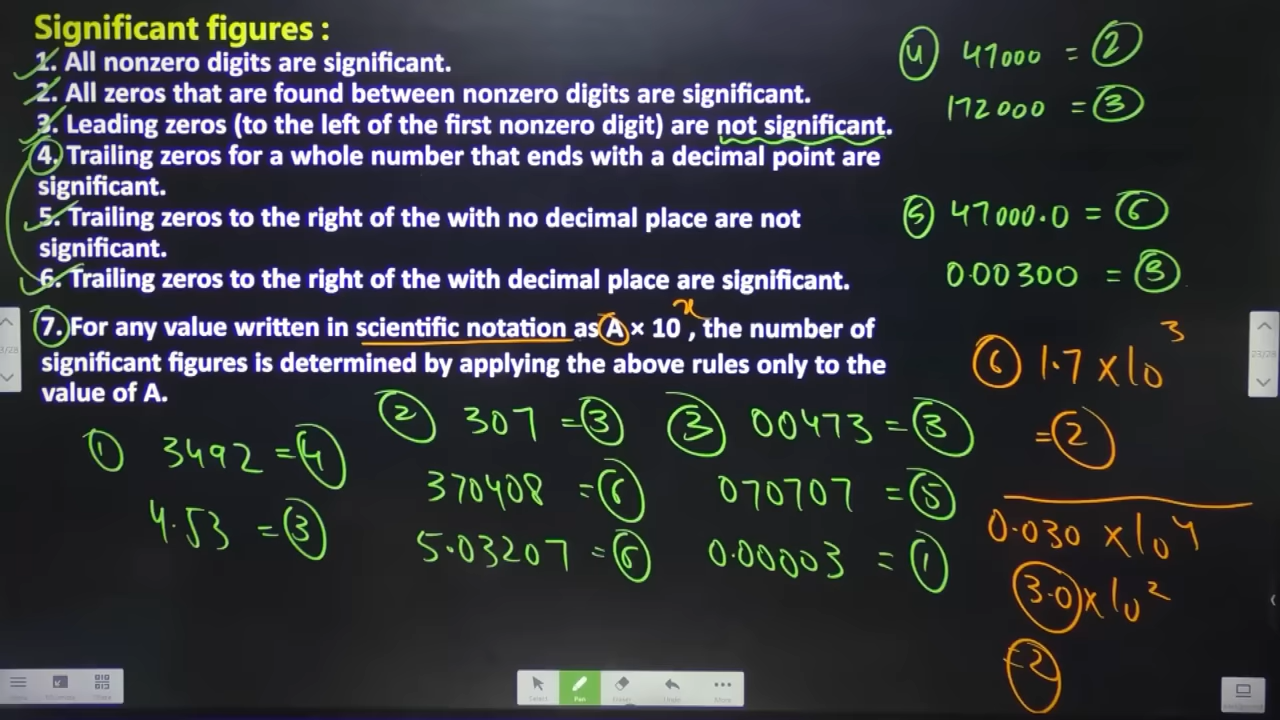 Significant figures :
1. All nonzero digits are significant.
2. All zeros that are found between nonzero digits are significant.
3. Leading zeros (to the left of the first nonzero digit) are not significant.
4. Trailing zeros for a whole number that ends with a decimal point are
significant.
5. Trailing zeros to the right of the with no decimal place are not
significant.
6. Trailing zeros to the right of the with decimal place are significant.
7. For any value written in scientific notation as A × 10^x, the number of
significant figures is determined by applying the above rules only to the
value of A.
① 3492 = 4
4.53 = 3
② 307 = 3
370408 = 6
5.03207 = 6
③ 00473 = 3
070707 = 5
0.00003 = 1
④ 47000 = 2
172000 = 3
⑤ 47000.0 = 6
0.00300 = 3
⑥ 1.7 × 10^3
= 2
0.030 × 10^4
3.0 × 10^2
= 2
Select
Pen
More